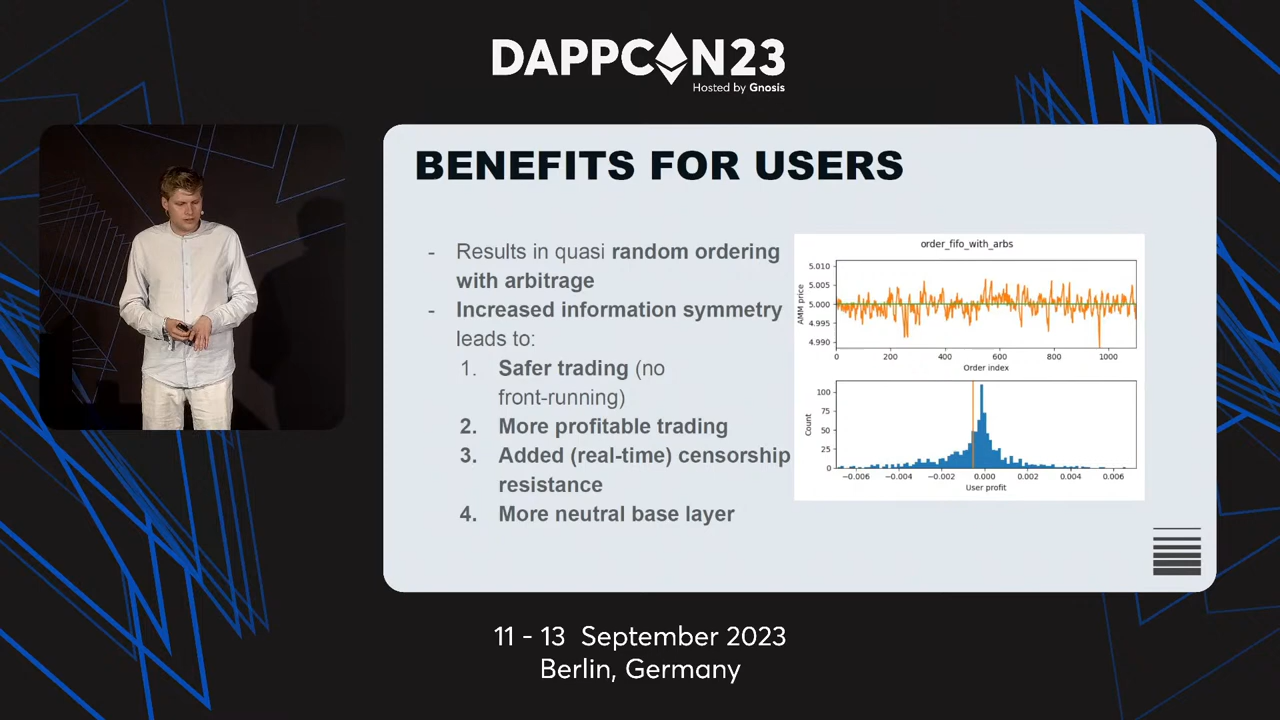 DAPPCON23
Hosted by Gnosis
BENEFITS FOR USERS
- Results in quasi random ordering
with arbitrage
- Increased information symmetry
leads to:
1. Safer trading (no
front-running)
2. More profitable trading
3. Added (real-time) censorship
resistance
4. More neutral base layer
order_fifo_with_arbs
AMM price
5.010
5.005
5.000
4.995
4.990
0 200 400 600 800 1000
Order index
Count
100
75
50
25
0
−0.006 −0.004 −0.002 0.000 0.002 0.004 0.006
User profit
11 - 13 September 2023
Berlin, Germany